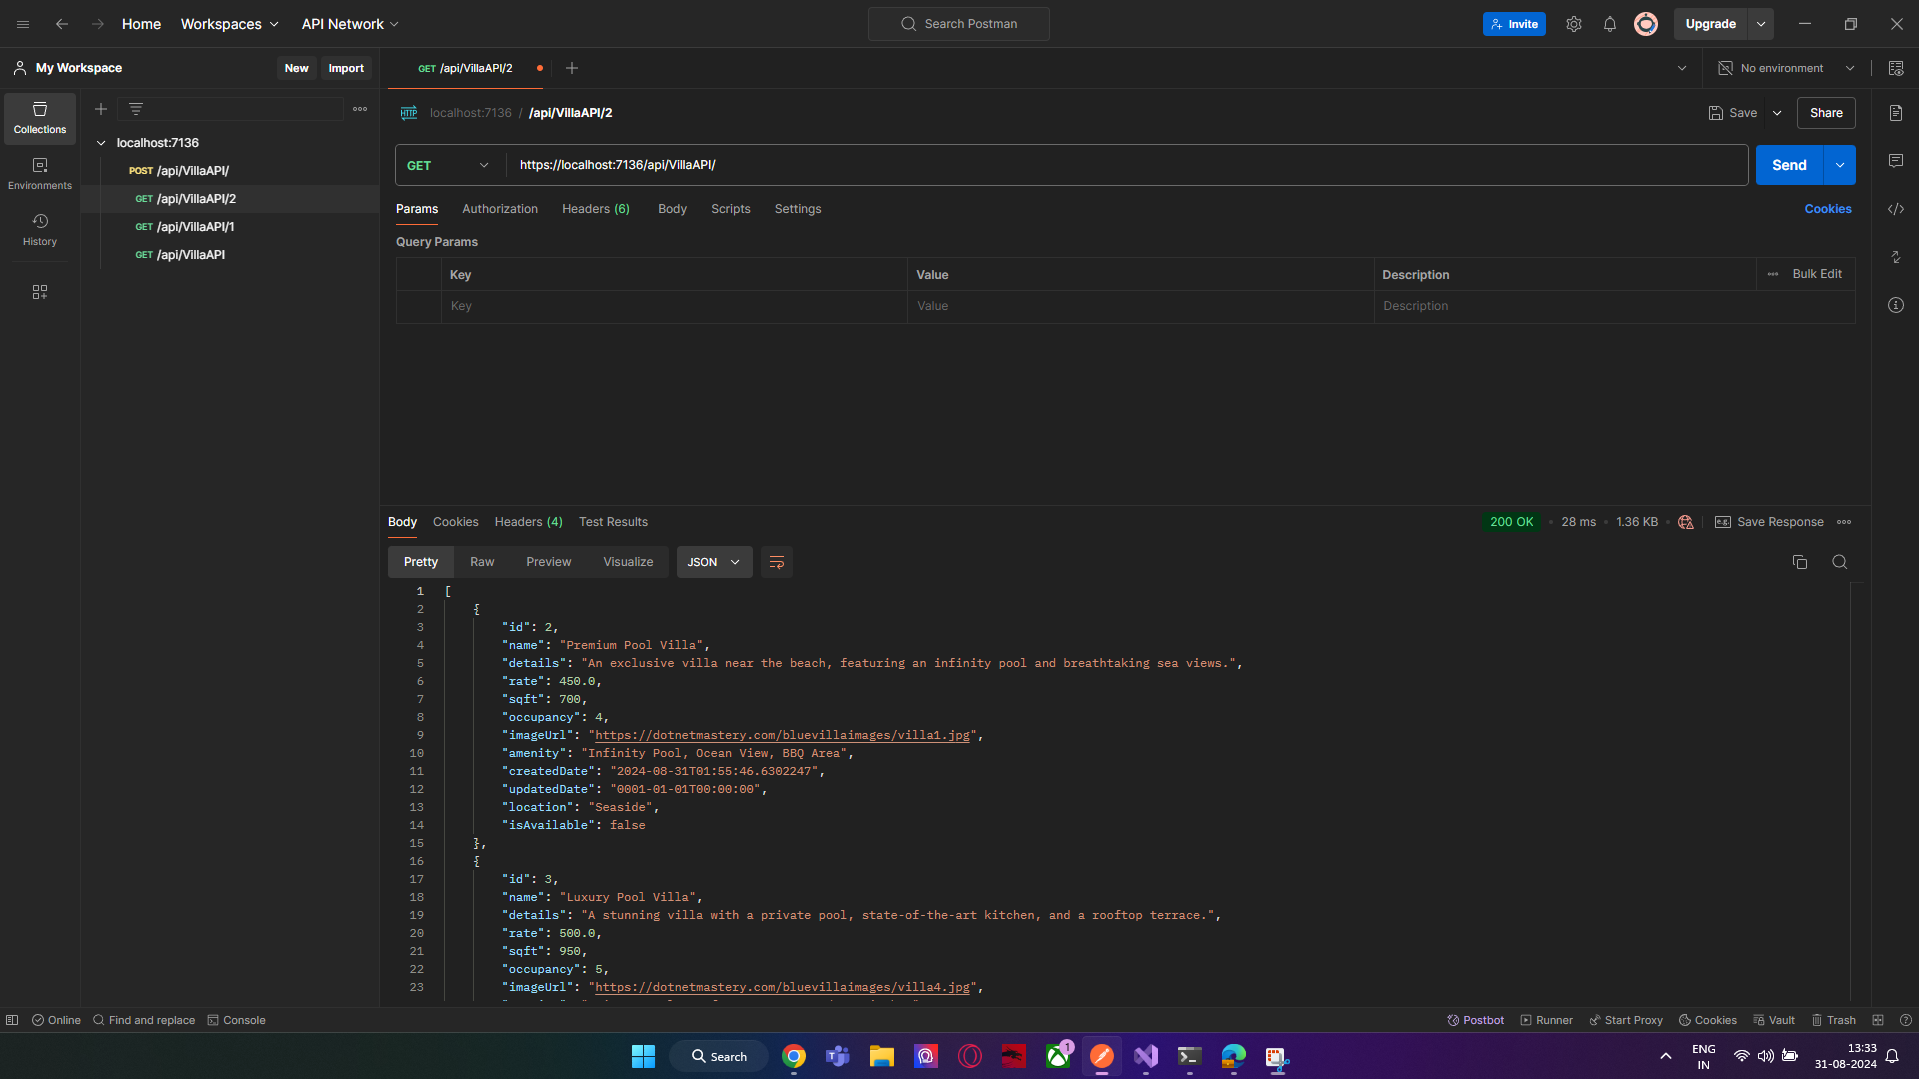 Home
Workspaces
API Network
Search Postman
Invite
Upgrade
My Workspace
New
Import
GET /api/VillaAPI/2
No environment
Collections
Environments
History
localhost:7136
POST /api/VillaAPI/
GET /api/VillaAPI/2
GET /api/VillaAPI/1
GET /api/VillaAPI
HTTP localhost:7136 / /api/VillaAPI/2
Save
Share
GET
https://localhost:7136/api/VillaAPI/
Send
Params
Authorization
Headers (6)
Body
Scripts
Settings
Cookies
Query Params
Key
Value
Description
Bulk Edit
Key
Value
Description
Body
Cookies
Headers (4)
Test Results
200 OK
28 ms
1.36 KB
e.g. Save Response
Pretty
Raw
Preview
Visualize
JSON
1 [
2 {
3 "id": 2,
4 "name": "Premium Pool Villa",
5 "details": "An exclusive villa near the beach, featuring an infinity pool and breathtaking sea views.",
6 "rate": 450.0,
7 "sqft": 700,
8 "occupancy": 4,
9 "imageUrl": "https://dotnetmastery.com/bluevillaimages/villa1.jpg",
10 "amenity": "Infinity Pool, Ocean View, BBQ Area",
11 "createdDate": "2024-08-31T01:55:46.6302247",
12 "updatedDate": "0001-01-01T00:00:00",
13 "location": "Seaside",
14 "isAvailable": false
15 },
16 {
17 "id": 3,
18 "name": "Luxury Pool Villa",
19 "details": "A stunning villa with a private pool, state-of-the-art kitchen, and a rooftop terrace.",
20 "rate": 500.0,
21 "sqft": 950,
22 "occupancy": 5,
23 "imageUrl": "https://dotnetmastery.com/bluevillaimages/villa4.jpg",
Online
Find and replace
Console
Postbot
Runner
Start Proxy
Cookies
Vault
Trash
Search
1
ENG
IN
13:33
31-08-2024